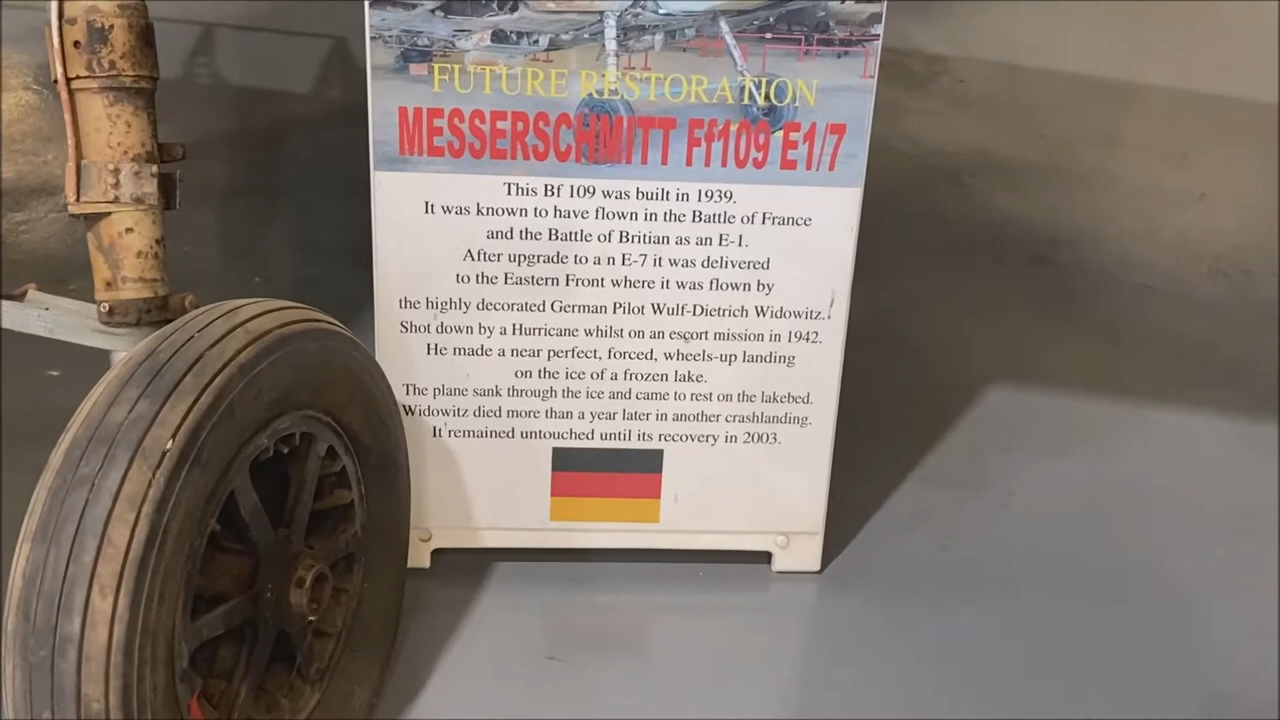 FUTURE RESTORATION
MESSERSCHMITT Ff109 E1/7
This Bf 109 was built in 1939.
It was known to have flown in the Battle of France
and the Battle of Britian as an E-1.
After upgrade to a n E-7 it was delivered
to the Eastern Front where it was flown by
the highly decorated German Pilot Wulf-Dietrich Widowitz.
Shot down by a Hurricane whilst on an escort mission in 1942.
He made a near perfect, forced, wheels-up landing
on the ice of a frozen lake.
The plane sank through the ice and came to rest on the lakebed.
Widowitz died more than a year later in another crashlanding.
It remained untouched until its recovery in 2003.